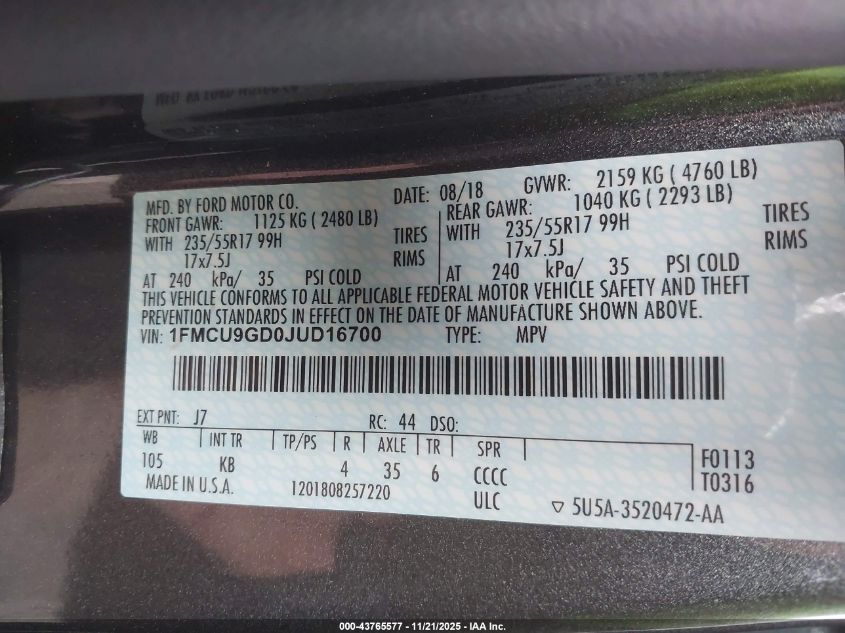 MFD. BY FORD MOTOR CO. DATE: 08/18 GVWR: 2159 KG ( 4760 LB)
FRONT GAWR: 1125 KG ( 2480 LB) REAR GAWR: 1040 KG ( 2293 LB)
WITH 235/55R17 99H TIRES WITH 235/55R17 99H TIRES
17x7.5J RIMS 17x7.5J RIMS
AT 240 kPa/ 35 PSI COLD AT 240 kPa/ 35 PSI COLD
THIS VEHICLE CONFORMS TO ALL APPLICABLE FEDERAL MOTOR VEHICLE SAFETY AND THEFT
PREVENTION STANDARDS IN EFFECT ON THE DATE OF MANUFACTURE SHOWN ABOVE.
VIN: 1FMCU9GD0JUD16700 TYPE: MPV
EXT PNT: J7 RC: 44 DSO:
WB INT TR TP/PS R AXLE TR SPR
105 KB 4 35 6 CCCC F0113
MADE IN U.S.A. 1201808257220 ULC T0316
5U5A-3520472-AA
000-43765577 - 11/21/2025 - IAA Inc.